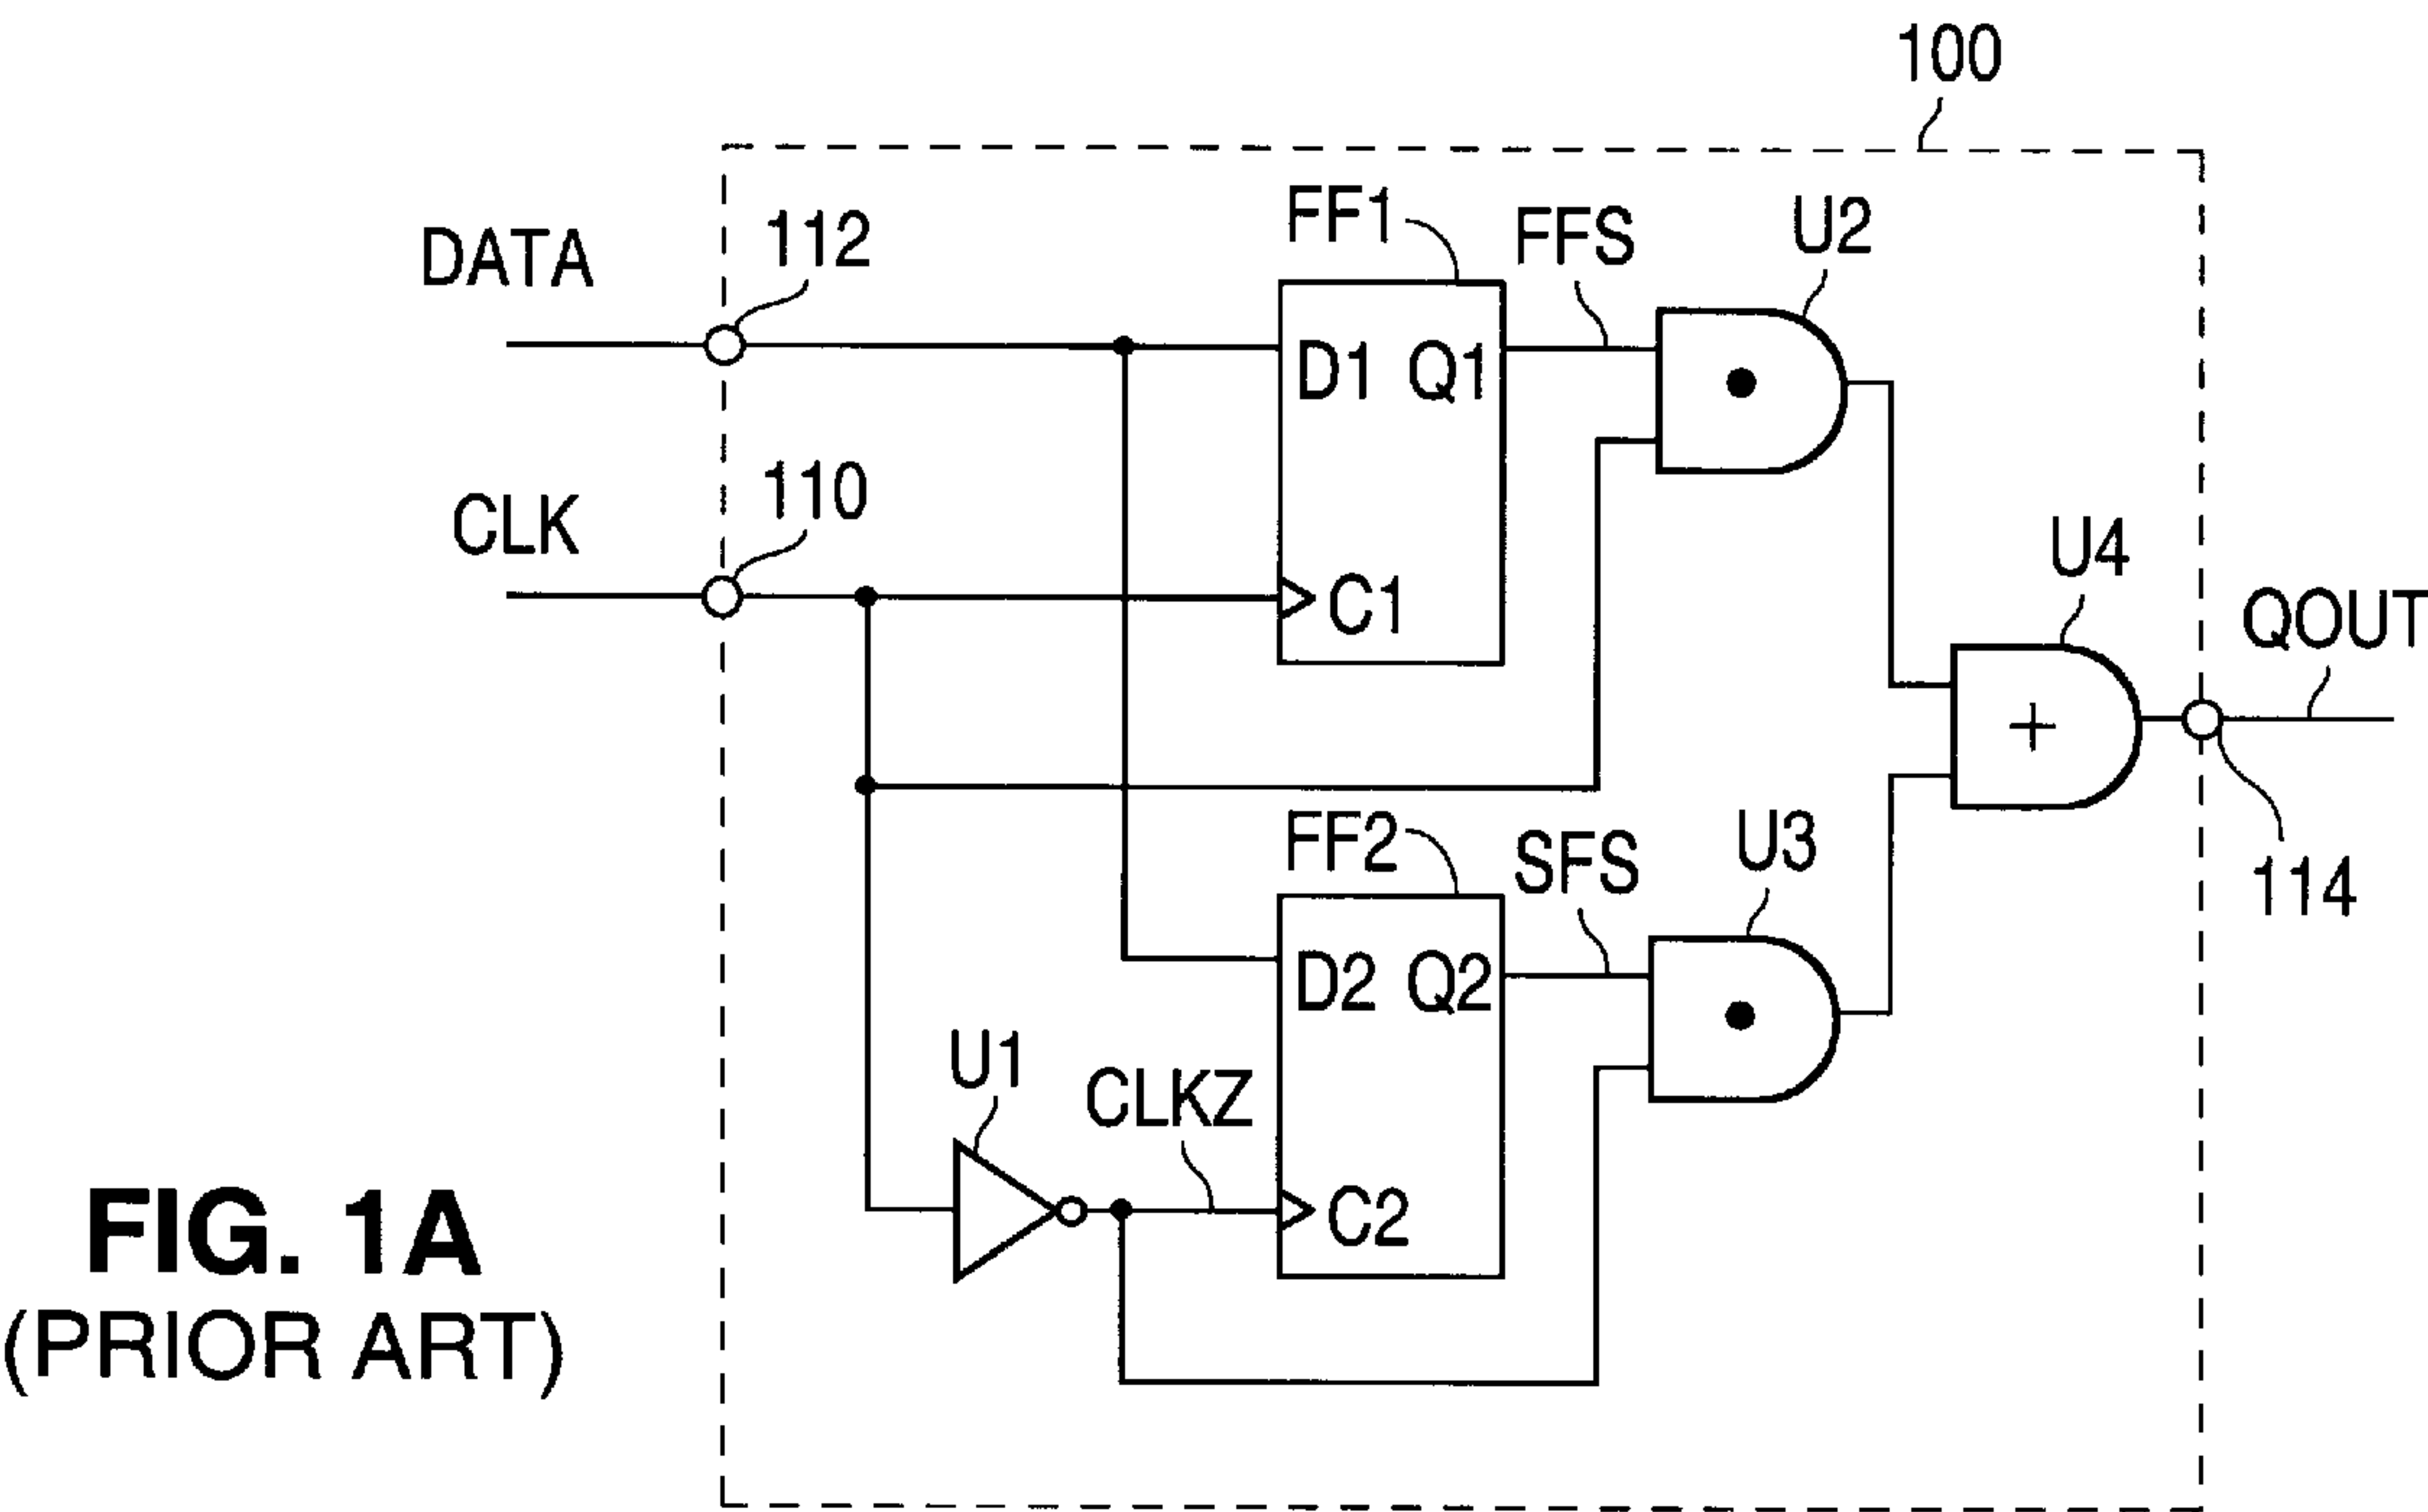 100
112
DATA
FF1
FFS
U2
D1 Q1
110
CLK
C1
U4
QOUT
+
FF2
SFS
U3
114
D2 Q2
U1
CLKZ
C2
FIG. 1A
(PRIOR ART)